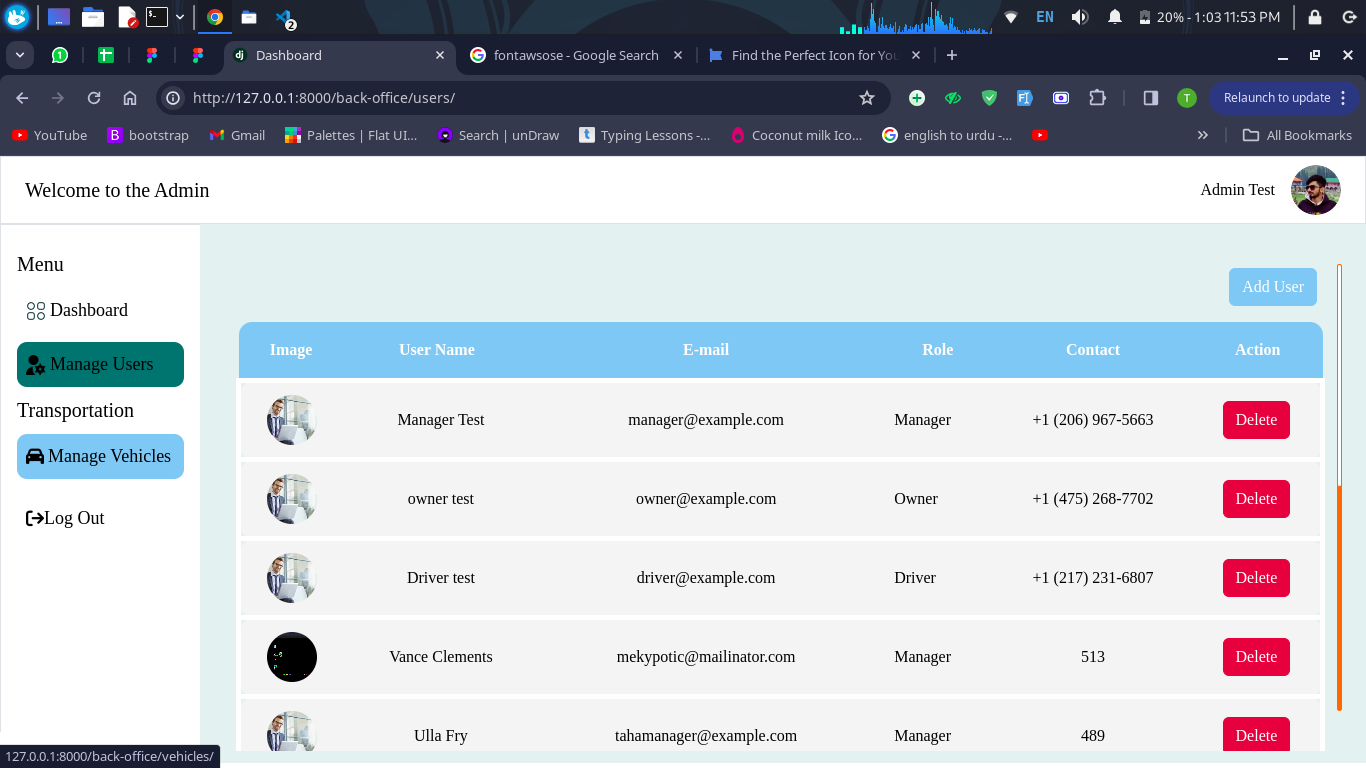 EN
20% - 1:03
11:53 PM
2
1
dj Dashboard
fontawsose - Google Search
Find the Perfect Icon for You
http://127.0.0.1:8000/back-office/users/
T
Relaunch to update
YouTube
B bootstrap
Gmail
Palettes | Flat UI...
Search | unDraw
Typing Lessons -...
Coconut milk Ico...
english to urdu -...
All Bookmarks
Welcome to the Admin
Admin Test
Menu
Dashboard
Manage Users
Transportation
Manage Vehicles
Log Out
Add User
Image User Name E-mail Role Contact Action
Manager Test manager@example.com Manager +1 (206) 967-5663 Delete
owner test owner@example.com Owner +1 (475) 268-7702 Delete
Driver test driver@example.com Driver +1 (217) 231-6807 Delete
Vance Clements mekypotic@mailinator.com Manager 513 Delete
Ulla Fry tahamanager@example.com Manager 489 Delete
127.0.0.1:8000/back-office/vehicles/